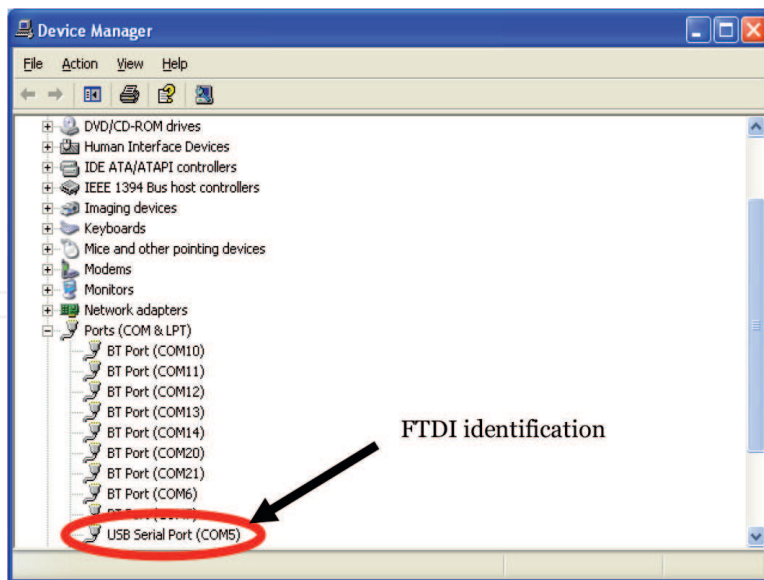 Device Manager
File Action View Help
DVD/CD-ROM drives
Human Interface Devices
IDE ATA/ATAPI controllers
IEEE 1394 Bus host controllers
Imaging devices
Keyboards
Mice and other pointing devices
Modems
Monitors
Network adapters
Ports (COM & LPT)
BT Port (COM10)
BT Port (COM11)
BT Port (COM12)
BT Port (COM13)
BT Port (COM14)
FTDI identification
BT Port (COM20)
BT Port (COM21)
BT Port (COM6)
BT Port
USB Serial Port (COM5)